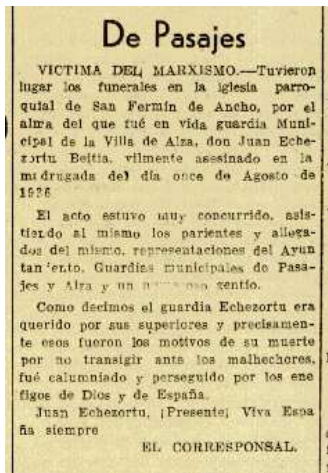 De Pasajes
VICTIMA DEL MARXISMO.—Tuvieron
lugar los funerales en la iglesia parro-
quial de San Fermín de Ancho, por el
alma del que fué en vida guardia Muni-
cipal de la Villa de Alza, don Juan Eche-
zortu Beitia, vilmente asesinado en la
madrugada del día once de Agosto de
1936
El acto estuvo muy concurrido, asis-
tiendo al mismo los parientes y allega-
dos del mismo, representaciones del Ayun
tan ento. Guardias municipales de Pasa-
jes y Alza y un gentío.
Como decimos el guardia Echezortu era
querido por sus superiores y precisamen-
te esos fueron los motivos de su muerte
por no transigir ante los malhechores,
fué calumniado y perseguido por los ene
figos de Dios y de España.
Juan Echezortu, ¡Presente¡ Viva Espa
ña siempre
EL CORRESPONSAL.